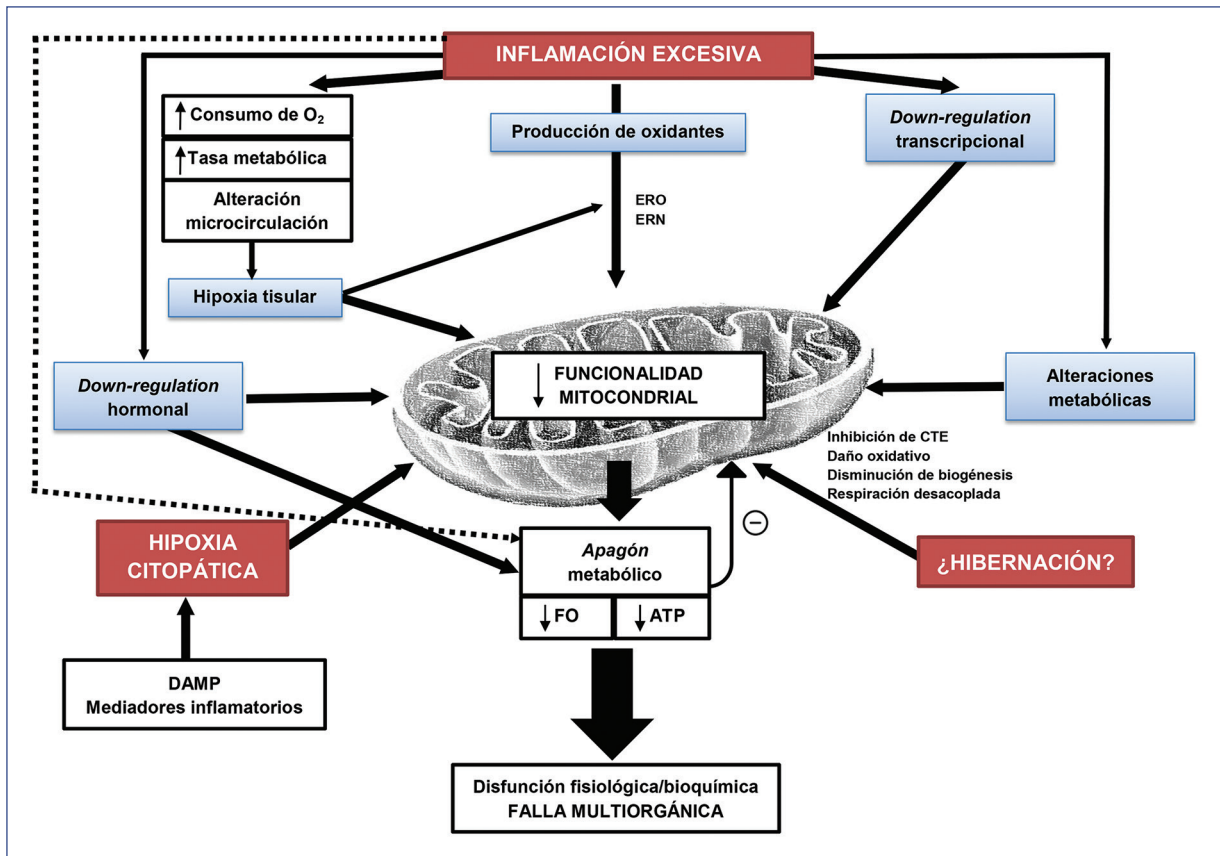 INFLAMACIÓN EXCESIVA
↑ Consumo de O₂
↑ Tasa metabólica
Alteración
microcirculación
Producción de oxidantes
Down-regulation
transcripcional
ERO
ERN
Hipoxia tisular
Down-regulation
hormonal
↓ FUNCIONALIDAD
MITOCONDRIAL
Alteraciones
metabólicas
Inhibición de CTE
Daño oxidativo
Disminución de biogénesis
Respiración desacoplada
HIPOXIA
CITOPÁTICA
Apagón
metabólico
−
¿HIBERNACIÓN?
↓ FO
↓ ATP
DAMP
Mediadores inflamatorios
Disfunción fisiológica/bioquímica
FALLA MULTIORGÁNICA